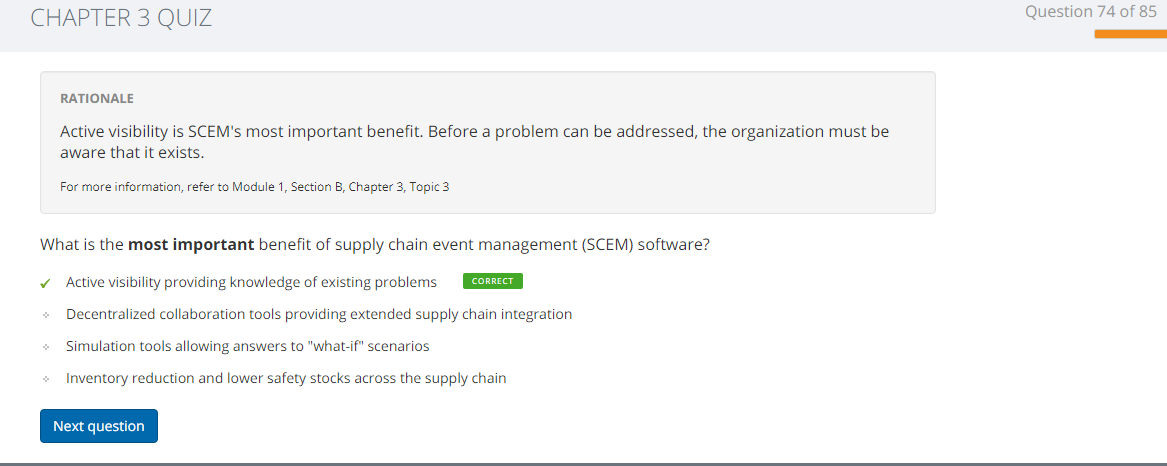 CHAPTER 3 QUIZ
Question 74 of 85
RATIONALE
Active visibility is SCEM's most important benefit. Before a problem can be addressed, the organization must be
aware that it exists.
For more information, refer to Module 1, Section B, Chapter 3, Topic 3
What is the most important benefit of supply chain event management (SCEM) software?
Active visibility providing knowledge of existing problems
CORRECT
Decentralized collaboration tools providing extended supply chain integration
Simulation tools allowing answers to "what-if" scenarios
Inventory reduction and lower safety stocks across the supply chain
Next question